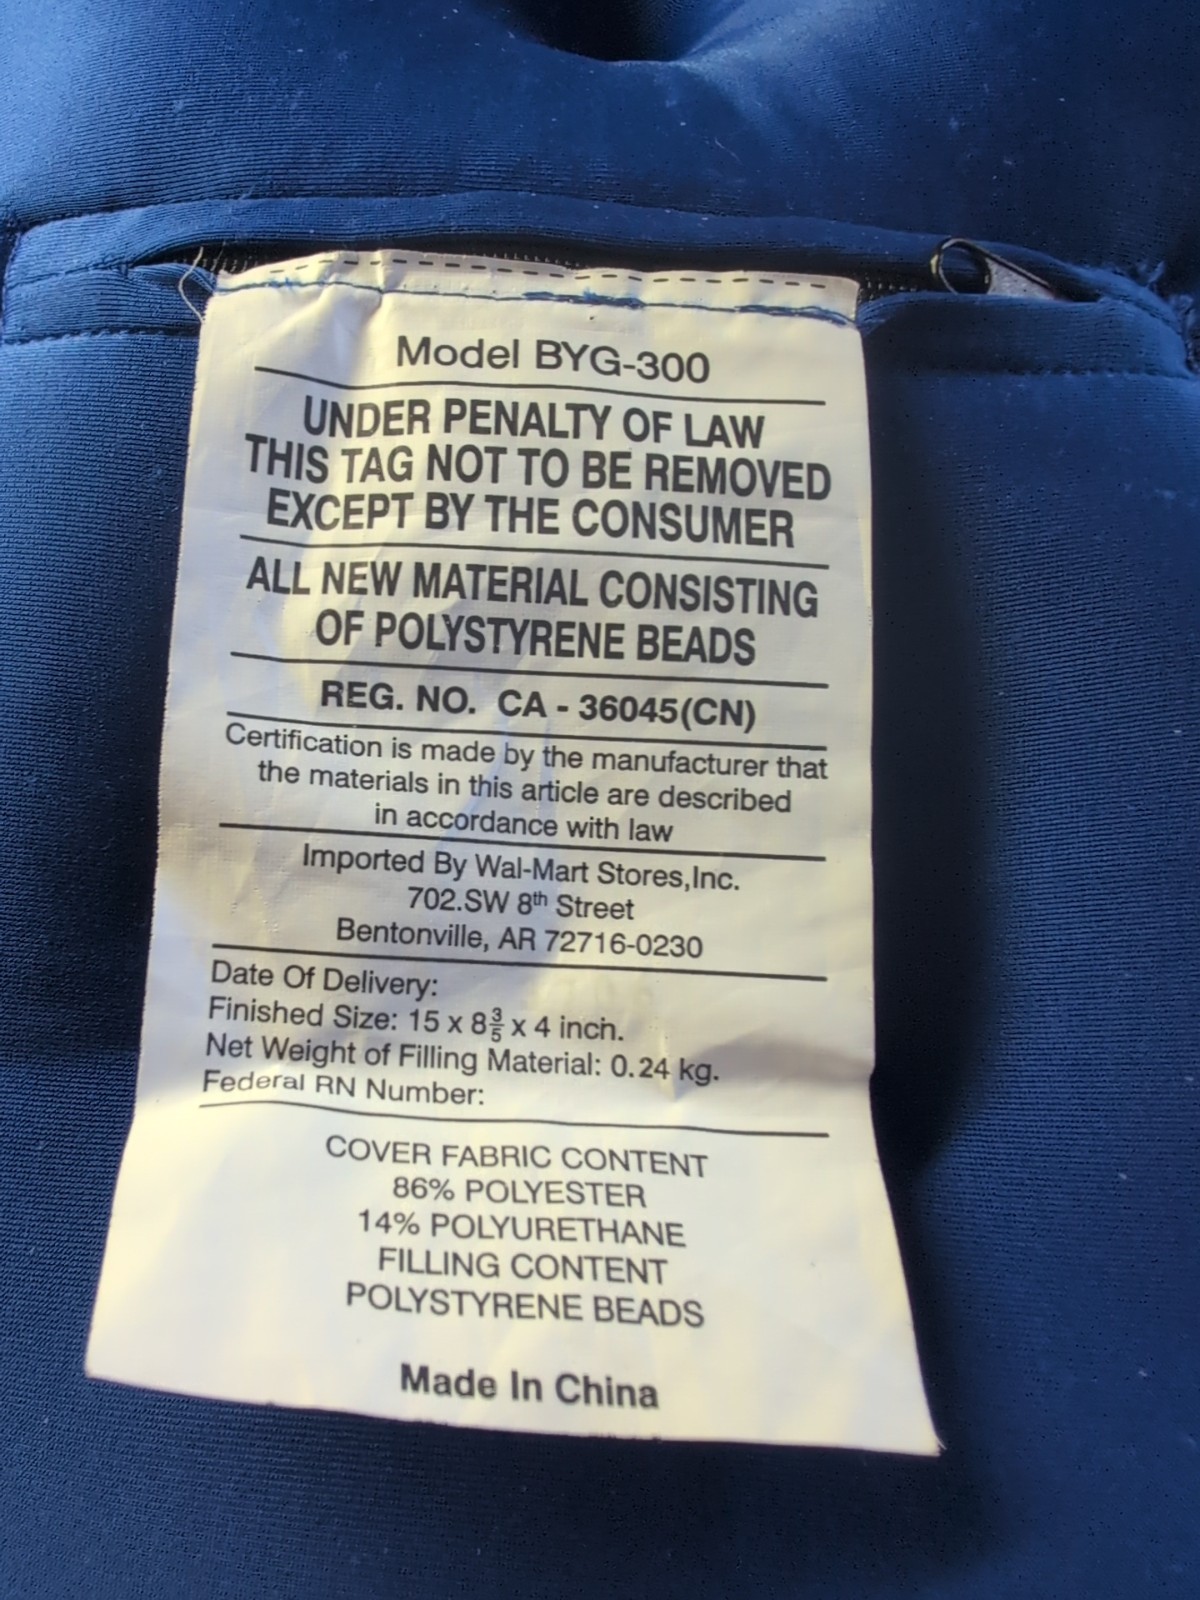 Model BYG-300
UNDER PENALTY OF LAW
THIS TAG NOT TO BE REMOVED
EXCEPT BY THE CONSUMER
ALL NEW MATERIAL CONSISTING
OF POLYSTYRENE BEADS
REG. NO. CA - 36045(CN)
Certification is made by the manufacturer that
the materials in this article are described
in accordance with law
Imported By Wal-Mart Stores,Inc.
702.SW 8th Street
Bentonville, AR 72716-0230
Date Of Delivery:
Finished Size: 15 x 8 3/5 x 4 inch.
Net Weight of Filling Material: 0.24 kg.
Federal RN Number:
COVER FABRIC CONTENT
86% POLYESTER
14% POLYURETHANE
FILLING CONTENT
POLYSTYRENE BEADS
Made In China